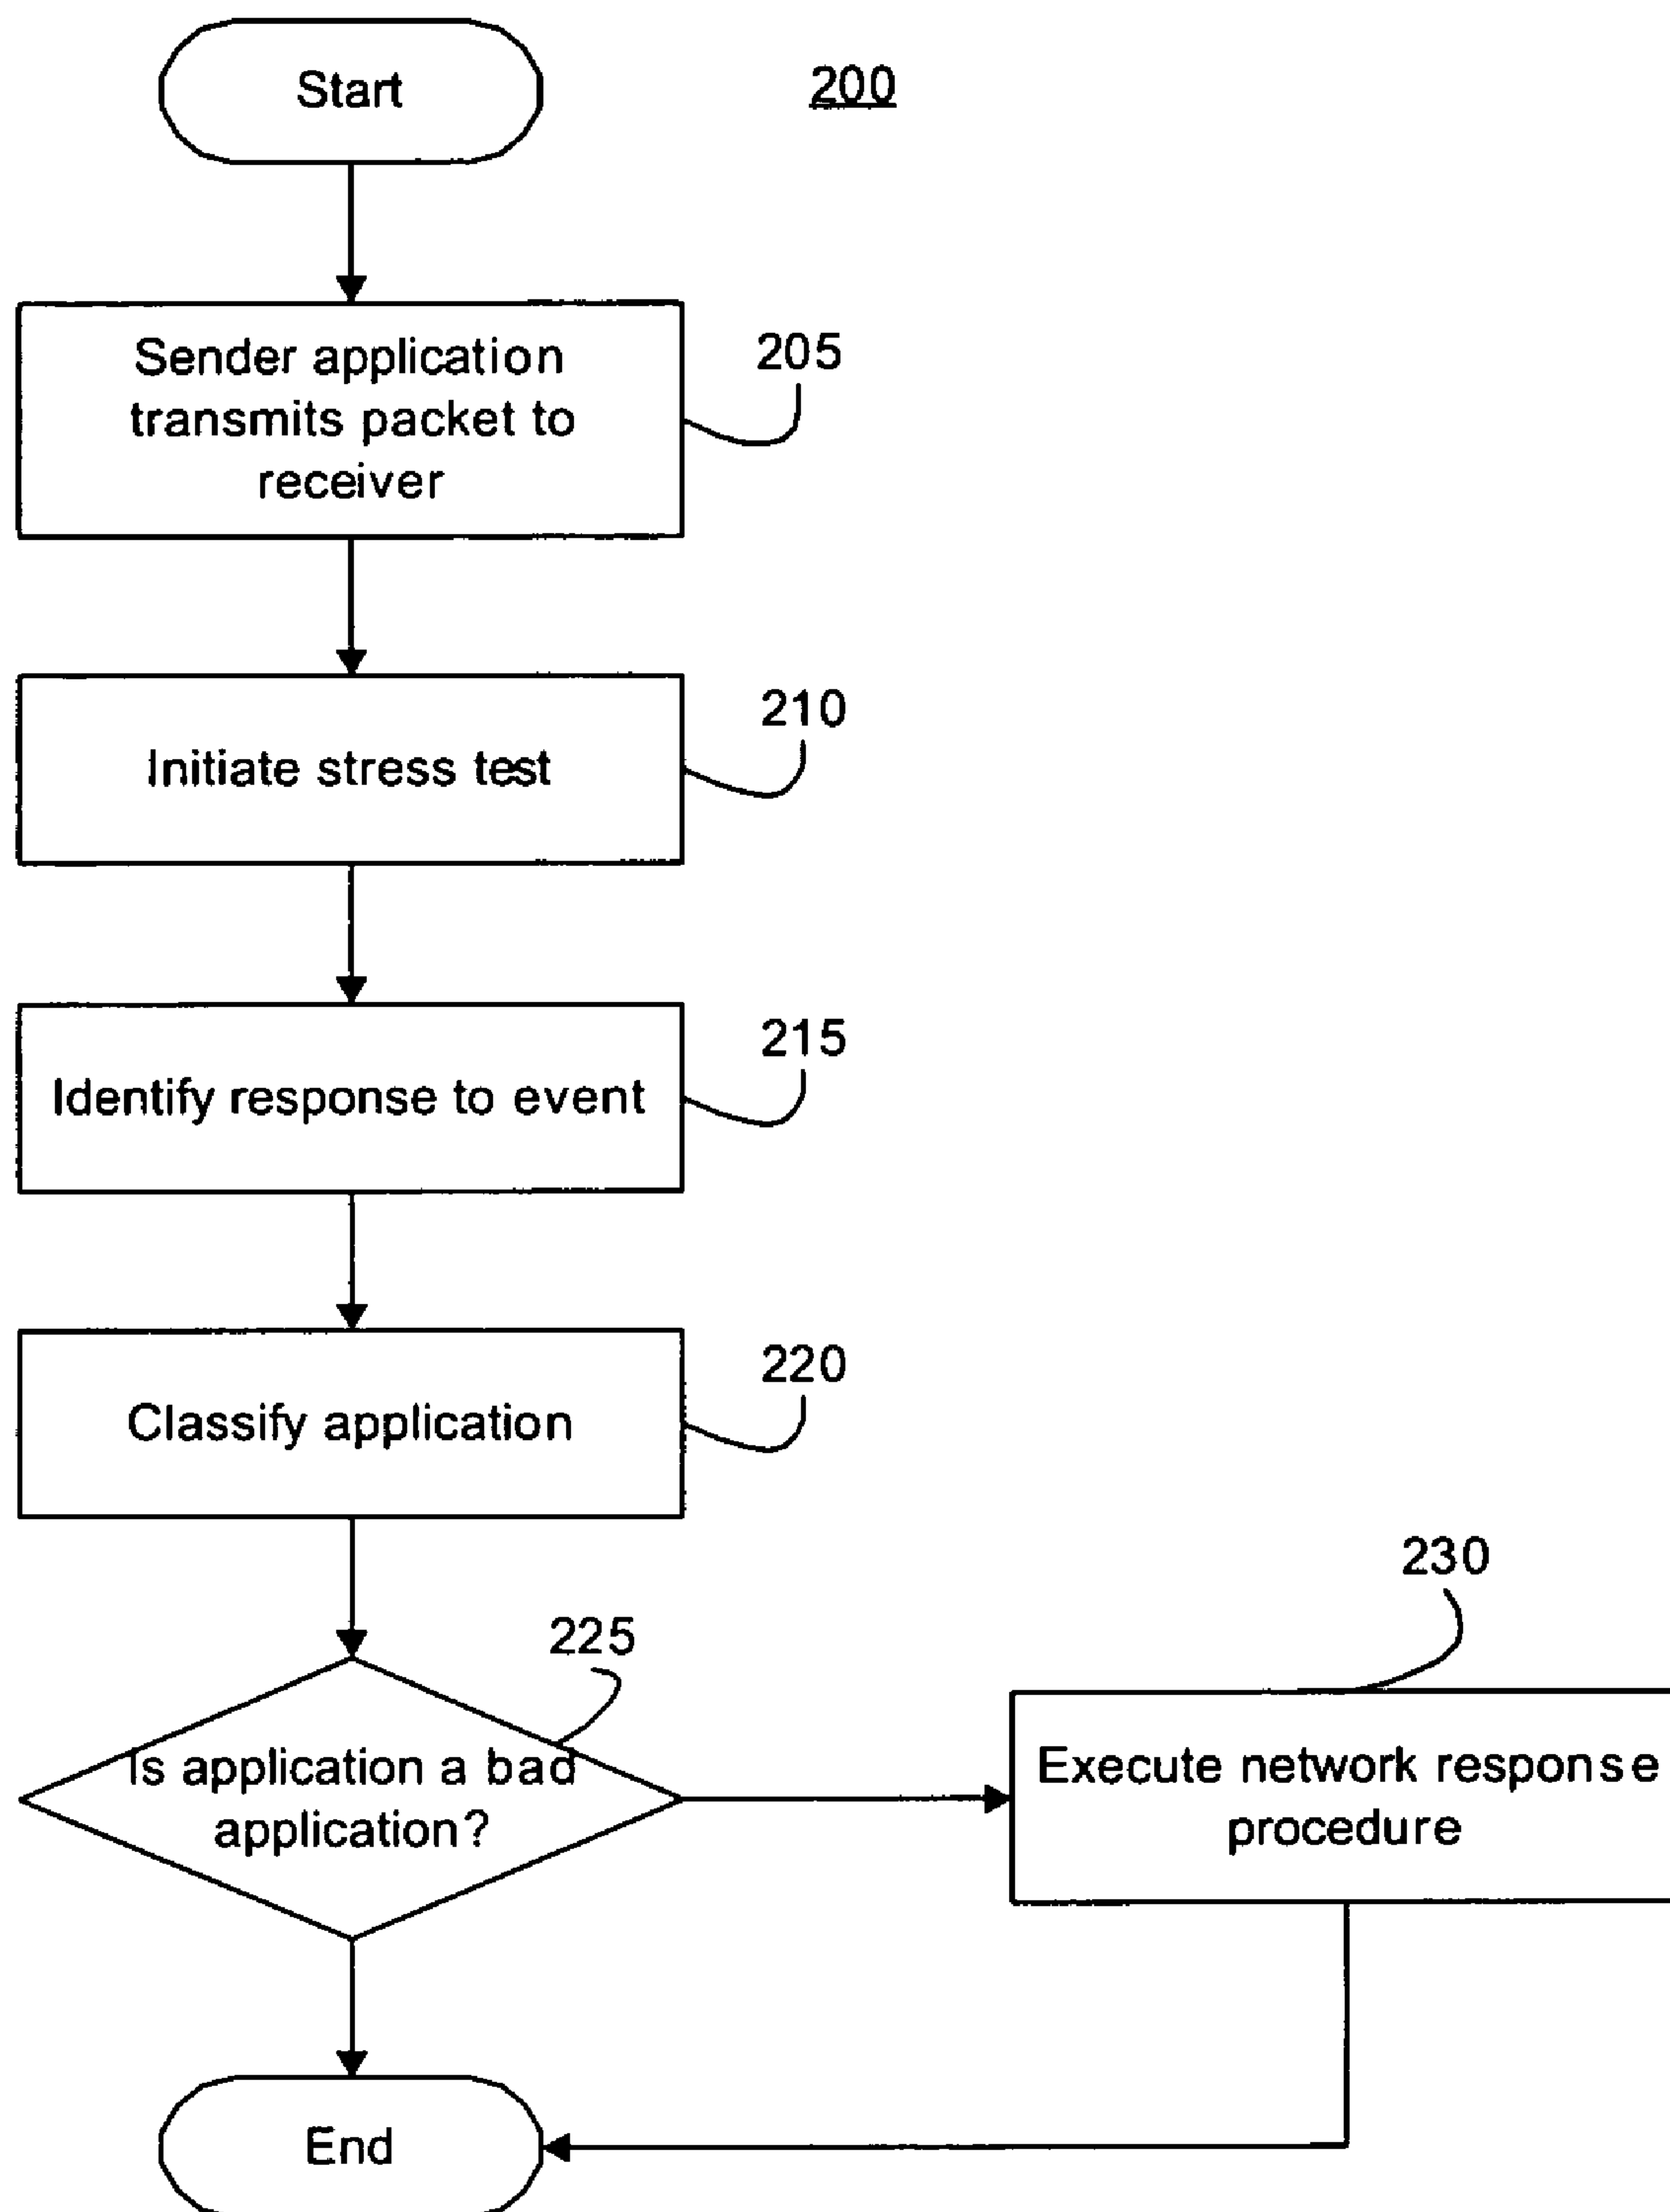 Start
200
Sender application
transmits packet to
receiver
205
Initiate stress test
210
Identify response to event
215
Classify application
220
Is application a bad
application?
225
Execute network response
procedure
230
End